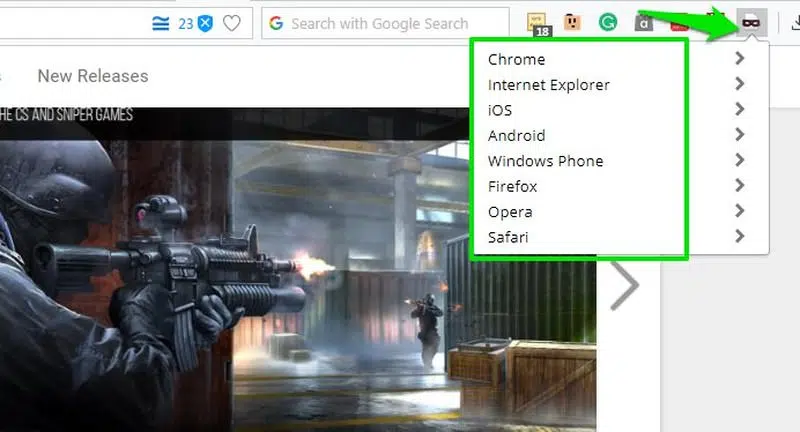 23
Search with Google Search
18
a
New Releases
HE CS AND SNIPER GAMES
Chrome
Internet Explorer
iOS
Android
Windows Phone
Firefox
Opera
Safari